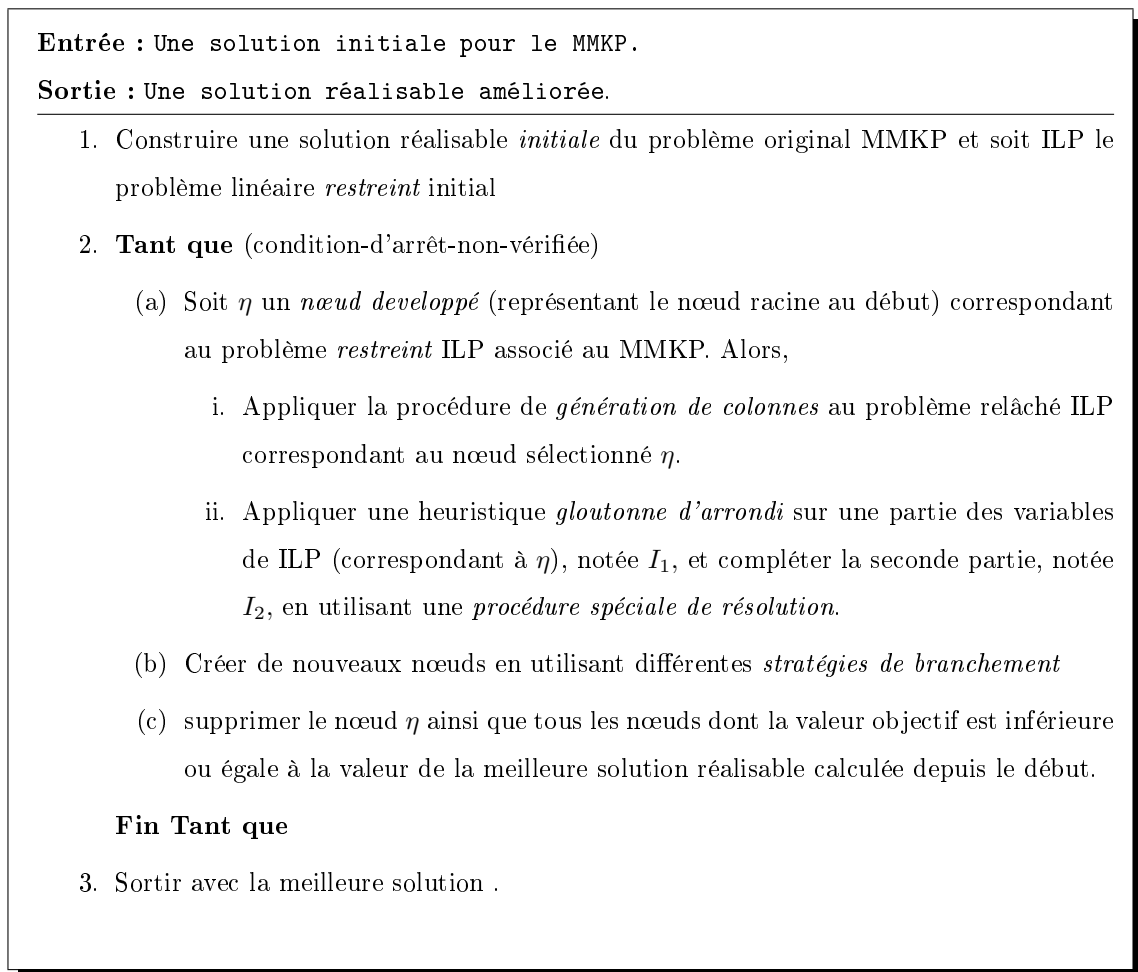 Entrée : Une solution initiale pour le MMKP.
Sortie : Une solution réalisable améliorée.
1. Construire une solution réalisable initiale du problème original MMKP et soit ILP le
problème linéaire restreint initial
2. Tant que (condition-d'arrêt-non-vérifiée)
(a) Soit η un nœud developpé (représentant le nœud racine au début) correspondant
au problème restreint ILP associé au MMKP. Alors,
i. Appliquer la procédure de génération de colonnes au problème relâché ILP
correspondant au nœud sélectionné η.
ii. Appliquer une heuristique gloutonne d'arrondi sur une partie des variables
de ILP (correspondant à η), notée I₁, et compléter la seconde partie, notée
I₂, en utilisant une procédure spéciale de résolution.
(b) Créer de nouveaux nœuds en utilisant différentes stratégies de branchement
(c) supprimer le nœud η ainsi que tous les nœuds dont la valeur objectif est inférieure
ou égale à la valeur de la meilleure solution réalisable calculée depuis le début.
Fin Tant que
3. Sortir avec la meilleure solution .